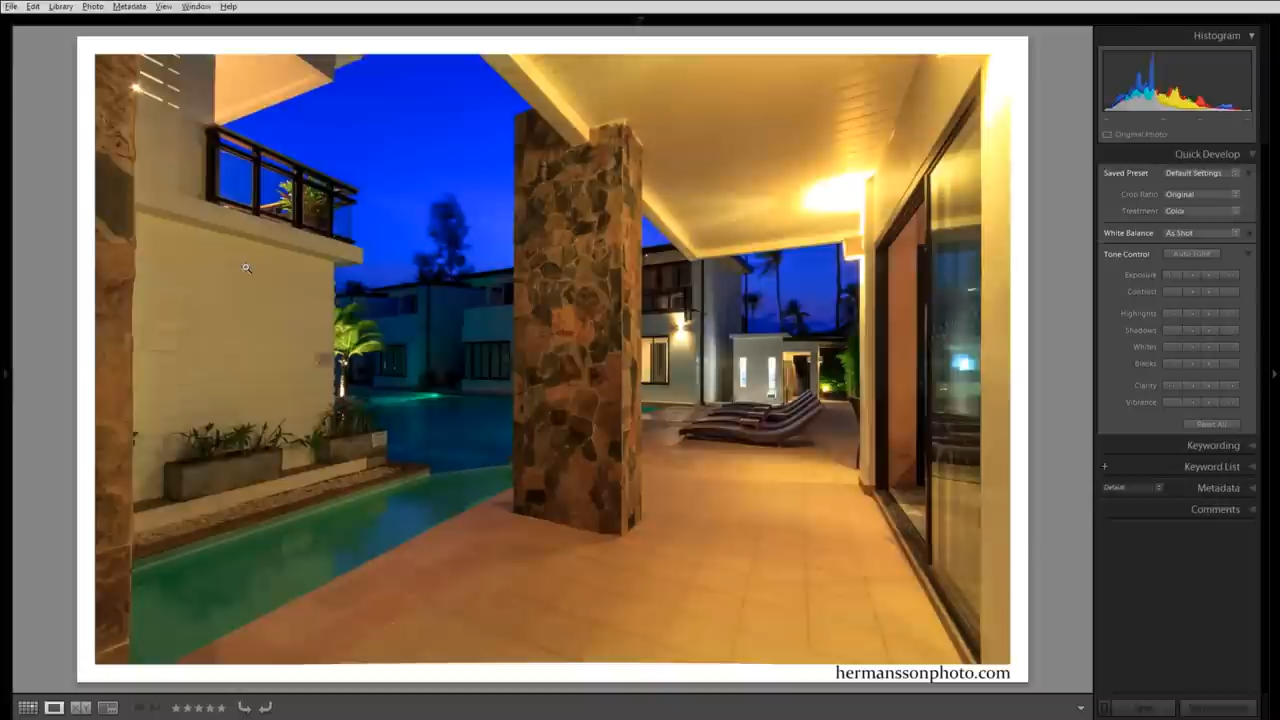 File Edit Library Photo Metadata View Window Help
Histogram
Original Photo
Quick Develop
Saved Preset Default Settings
Crop Ratio: Original
Treatment: Color
White Balance As Shot
Tone Control Auto Tone
Exposure
Contrast
Highlights
Shadows
Whites
Blacks
Clarity
Vibrance
Reset All
Keywording
+ Keyword List
Default Metadata
Comments
hermanssonphoto.com